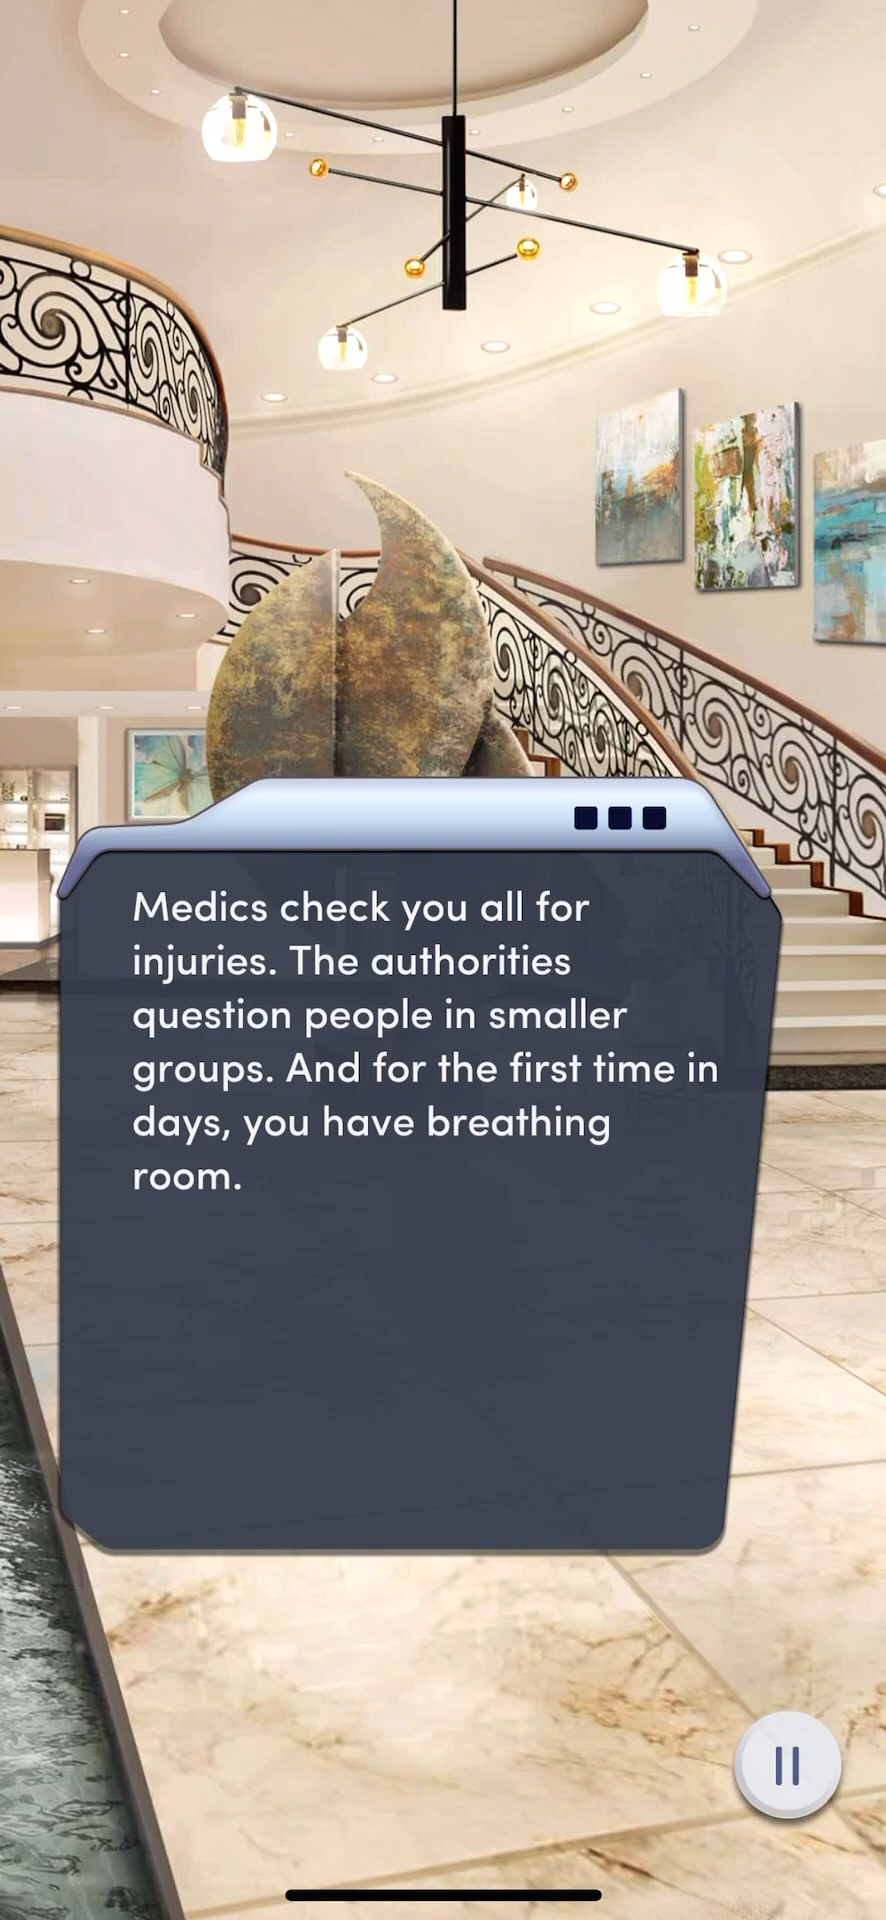 Medics check you all for
injuries. The authorities
question people in smaller
groups. And for the first time in
days, you have breathing
room.